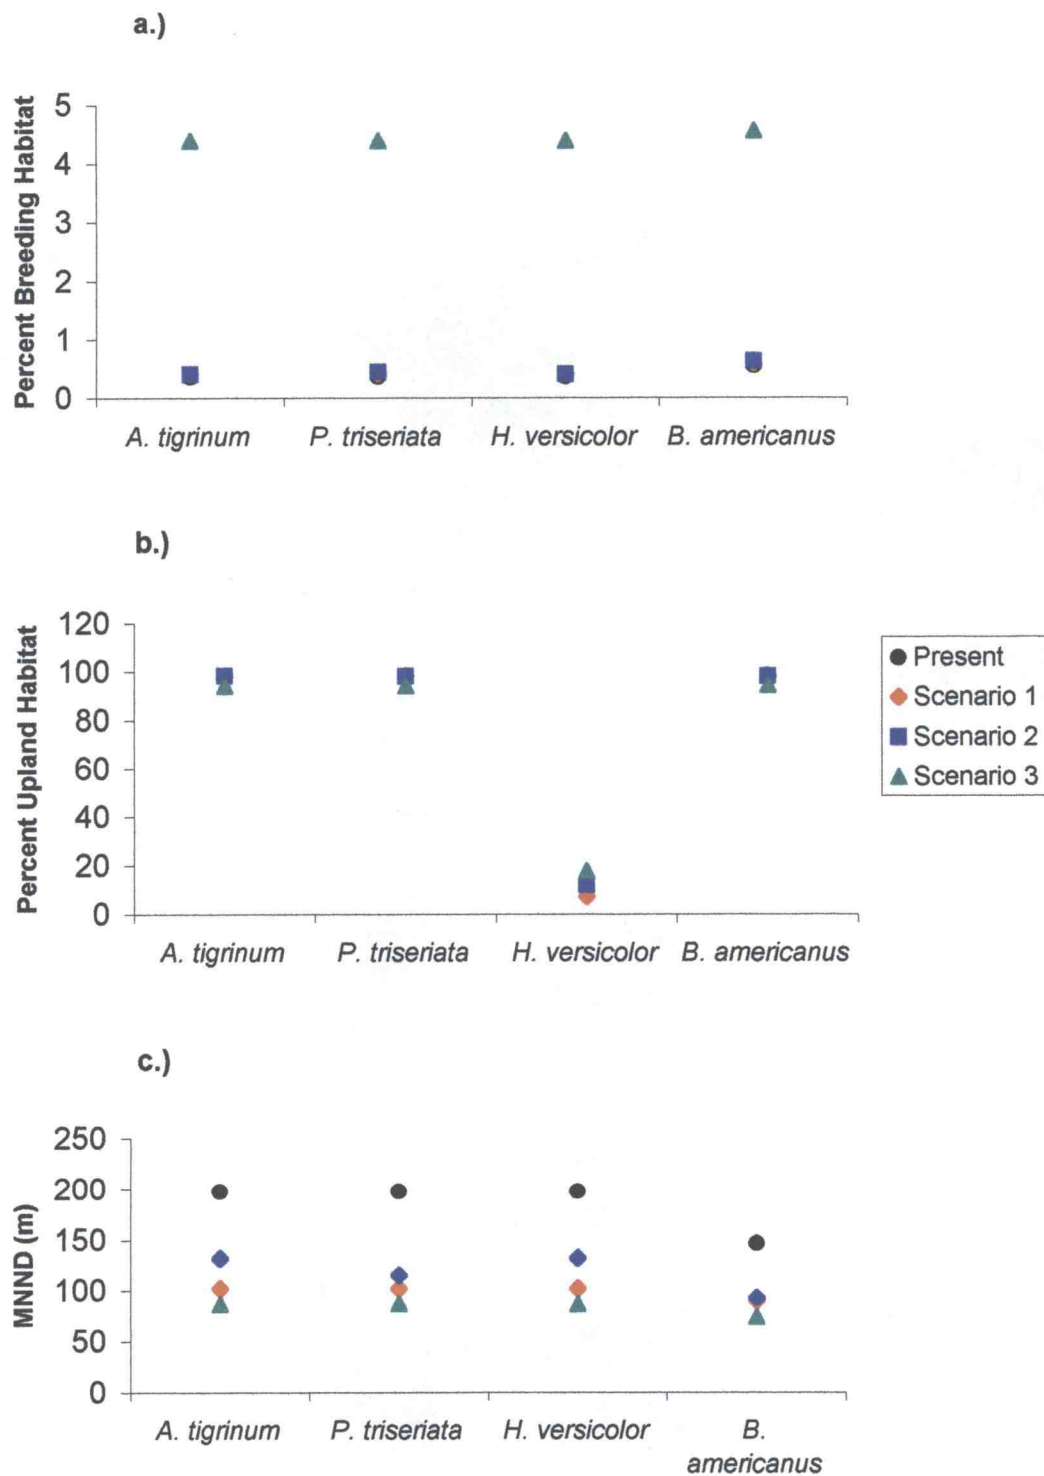 a.)
Percent Breeding Habitat
5
4
3
2
1
0
A. tigrinum P. triseriata H. versicolor B. americanus
b.)
Percent Upland Habitat
120
100
80
60
40
20
0
A. tigrinum P. triseriata H. versicolor B. americanus
Present
Scenario 1
Scenario 2
Scenario 3
c.)
MNND (m)
250
200
150
100
50
0
A. tigrinum P. triseriata H. versicolor B.
americanus